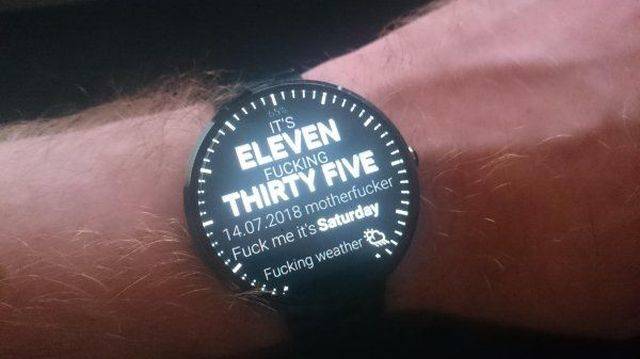 65%
IT'S
ELEVEN
FUCKING
THIRTY FIVE
14.07.2018 motherfucker
Fuck me it's Saturday
Fucking weather